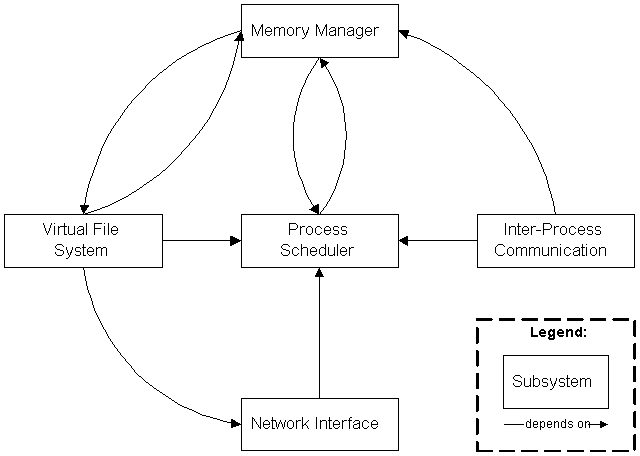 Memory Manager
Virtual File
System
Process
Scheduler
Inter-Process
Communication
Network Interface
Legend:
Subsystem
depends on